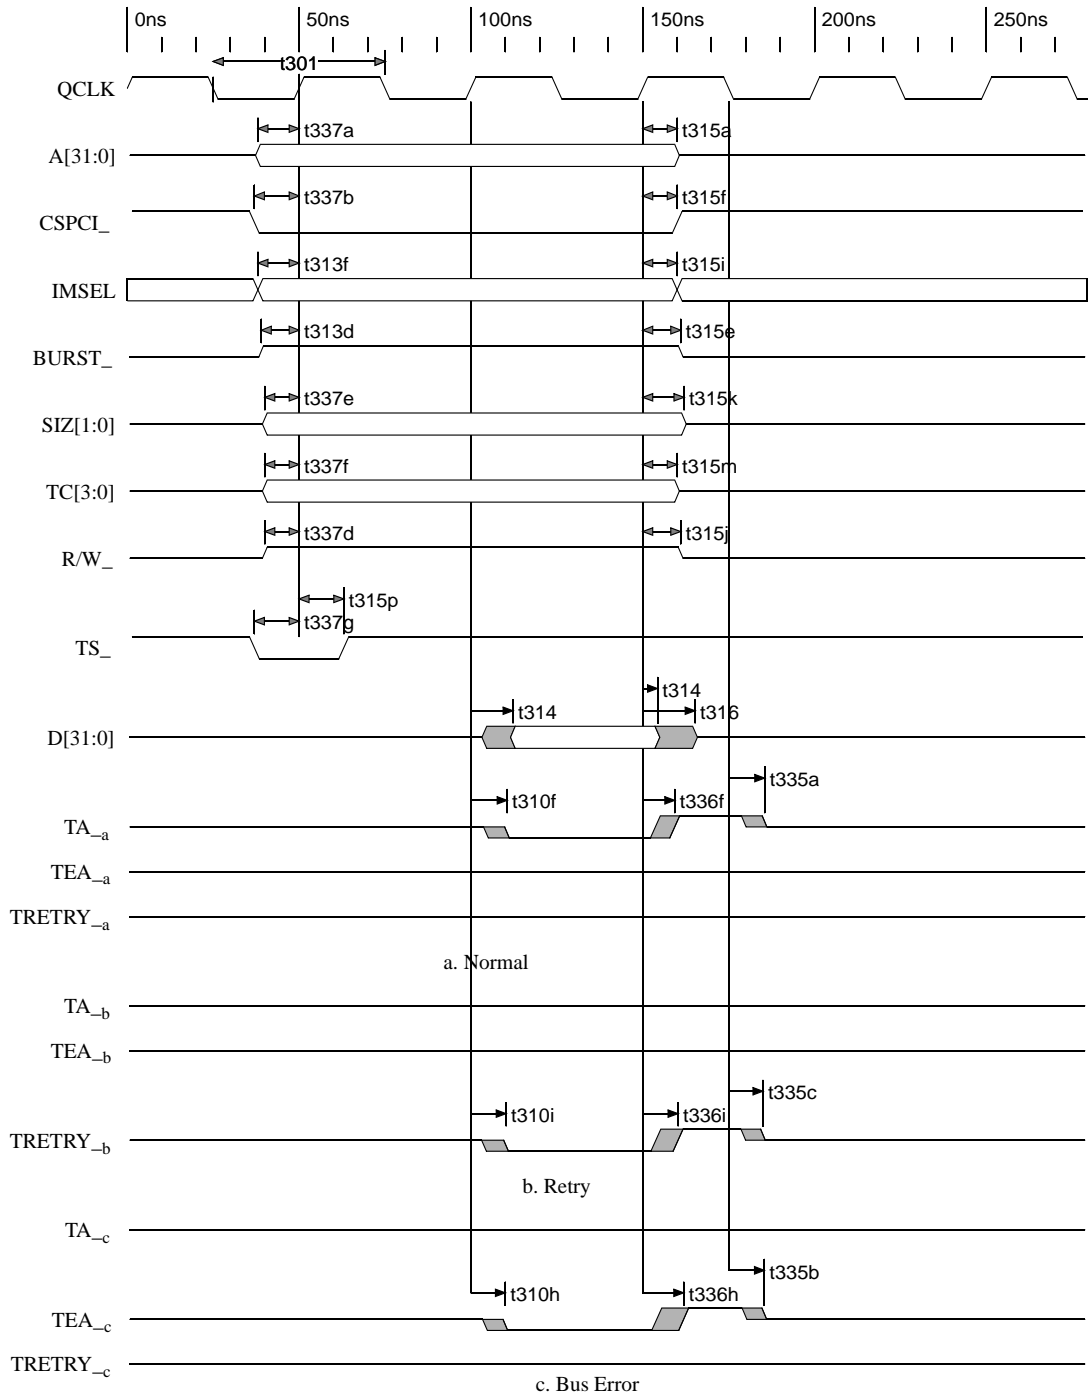 0ns 50ns 100ns 150ns 200ns 250ns
t301
QCLK
t337a t315a
A[31:0]
t337b t315f
CSPCI_
t313f t315i
IMSEL
t313d t315e
BURST_
t337e t315k
SIZ[1:0]
t337f t315m
TC[3:0]
t337d t315j
R/W_
t315p
t337g
TS_
t314
t314 t316
D[31:0]
t335a
t310f t336f
TA_a
TEA_a
TRETRY_a
a. Normal
TA_b
TEA_b
t335c
t310i t336i
TRETRY_b
b. Retry
TA_c
t335b
t310h t336h
TEA_c
TRETRY_c
c. Bus Error